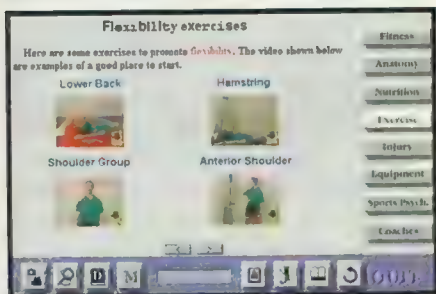 Flexibility exercises
Here are some exercises to promote flexibility. The video shown below
are examples of a good place to start.
Lower Back
Hamstring
Shoulder Group
Anterior Shoulder
Fitness
Anatomy
Nutrition
Exercise
Injury
Equipment
Sports Psych.
Coaches
M
QUIT